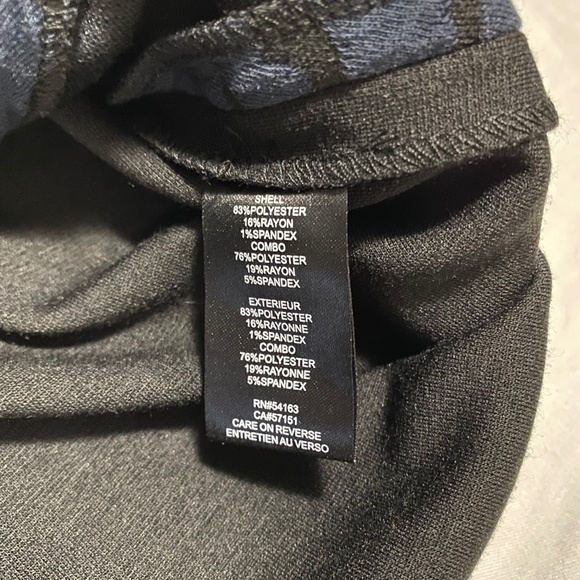 SHELL
83%POLYESTER
16%RAYON
1%SPANDEX
COMBO
76%POLYESTER
19%RAYON
5%SPANDEX
EXTERIEUR
83%POLYESTER
16%RAYONNE
1%SPANDEX
COMBO
76%POLYESTER
19%RAYONNE
5%SPANDEX
RN#54163
CA#57151
CARE ON REVERSE
ENTRETIEN AU VERSO